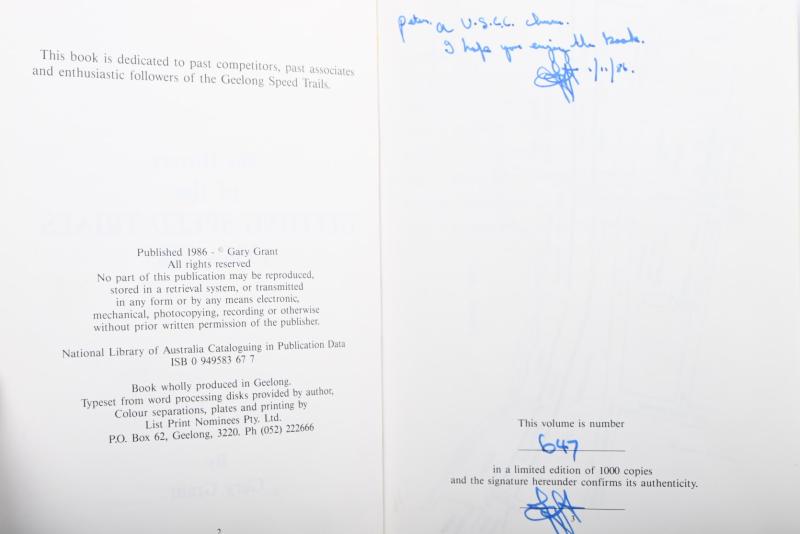 This book is dedicated to past competitors, past associates
and enthusiastic followers of the Geelong Speed Trails.
Published 1986 - © Gary Grant
All rights reserved
No part of this publication may be reproduced,
stored in a retrieval system, or transmitted
in any form or by any means electronic,
mechanical, photocopying, recording or otherwise
without prior written permission of the publisher.
National Library of Australia Cataloguing in Publication Data
ISB 0 949583 67 7
Book wholly produced in Geelong.
Typeset from word processing disks provided by author,
Colour separations, plates and printing by
List Print Nominees Pty. Ltd.
P.O. Box 62, Geelong, 3220. Ph (052) 222666
2
Peter. a V.S.C.C.
I hope you enjoy the book.
1/11/86.
This volume is number
647
in a limited edition of 1000 copies
and the signature hereunder confirms its authenticity.
3